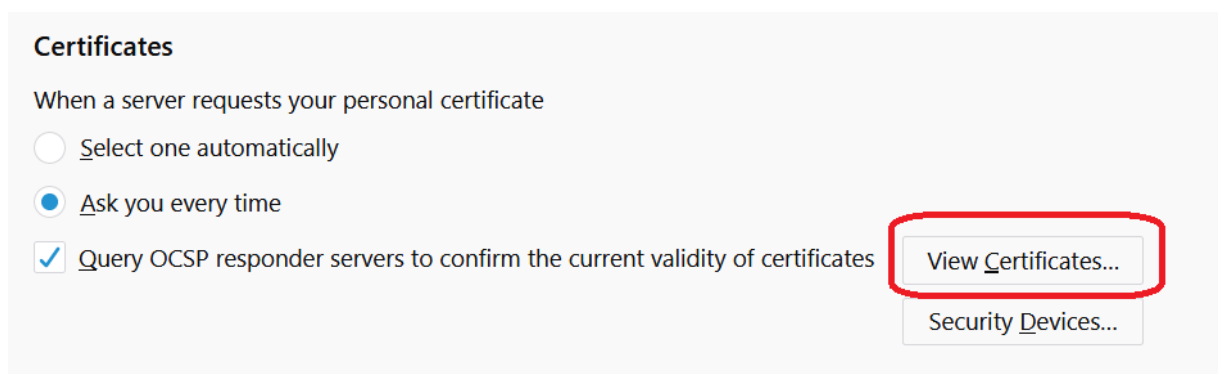 Certificates
When a server requests your personal certificate
Select one automatically
Ask you every time
Query OCSP responder servers to confirm the current validity of certificates
View Certificates...
Security Devices...